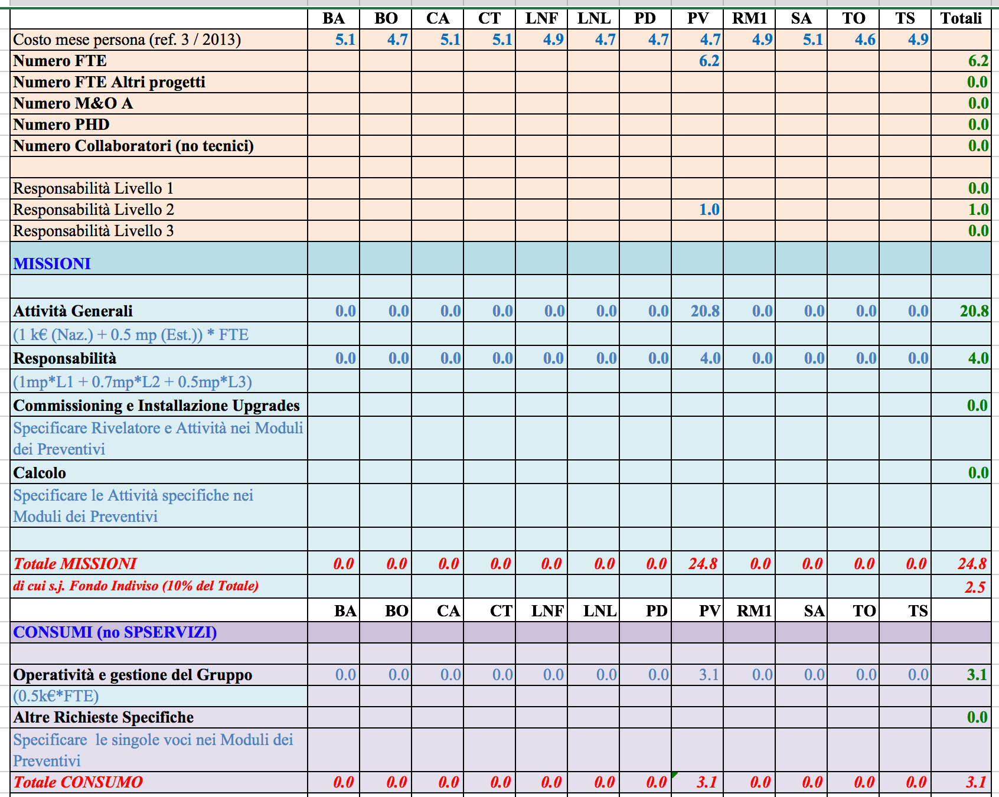 BA BO CA CT LNF LNL PD PV RM1 SA TO TS Totali
Costo mese persona (ref. 3 / 2013) 5.1 4.7 5.1 5.1 4.9 4.7 4.7 4.7 4.9 5.1 4.6 4.9
Numero FTE 6.2 6.2
Numero FTE Altri progetti 0.0
Numero M&O A 0.0
Numero PHD 0.0
Numero Collaboratori (no tecnici) 0.0
Responsabilità Livello 1 0.0
Responsabilità Livello 2 1.0 1.0
Responsabilità Livello 3 0.0
MISSIONI
Attività Generali 0.0 0.0 0.0 0.0 0.0 0.0 0.0 20.8 0.0 0.0 0.0 0.0 20.8
(1 k€ (Naz.) + 0.5 mp (Est.)) * FTE
Responsabilità 0.0 0.0 0.0 0.0 0.0 0.0 0.0 4.0 0.0 0.0 0.0 0.0 4.0
(1mp*L1 + 0.7mp*L2 + 0.5mp*L3)
Commissioning e Installazione Upgrades 0.0
Specificare Rivelatore e Attività nei Moduli
dei Preventivi
Calcolo 0.0
Specificare le Attività specifiche nei
Moduli dei Preventivi
Totale MISSIONI 0.0 0.0 0.0 0.0 0.0 0.0 0.0 24.8 0.0 0.0 0.0 0.0 24.8
di cui s.j. Fondo Indiviso (10% del Totale) 2.5
BA BO CA CT LNF LNL PD PV RM1 SA TO TS
CONSUMI (no SPSERVIZI)
Operatività e gestione del Gruppo 0.0 0.0 0.0 0.0 0.0 0.0 0.0 3.1 0.0 0.0 0.0 0.0 3.1
(0.5k€*FTE)
Altre Richieste Specifiche 0.0
Specificare le singole voci nei Moduli dei
Preventivi
Totale CONSUMO 0.0 0.0 0.0 0.0 0.0 0.0 0.0 3.1 0.0 0.0 0.0 0.0 3.1